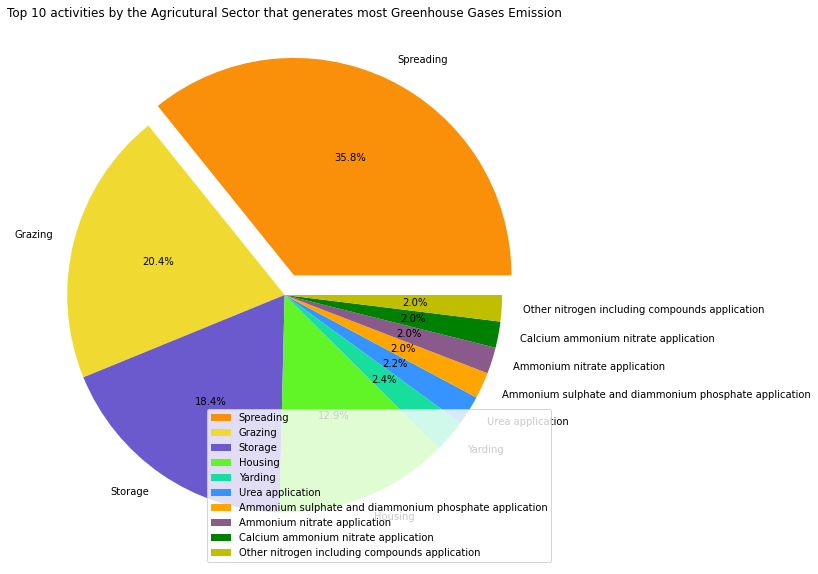 Top 10 activities by the Agricutural Sector that generates most Greenhouse Gases Emission
Spreading
35.8%
Grazing
20.4%
2.0%
Other nitrogen including compounds application
2.0%
Calcium ammonium nitrate application
2.0%
Ammonium nitrate application
2.0%
Ammonium sulphate and diammonium phosphate application
2.2%
Urea application
2.4%
Yarding
18.4%
Storage
12.9%
Housing
Spreading
Grazing
Storage
Housing
Yarding
Urea application
Ammonium sulphate and diammonium phosphate application
Ammonium nitrate application
Calcium ammonium nitrate application
Other nitrogen including compounds application